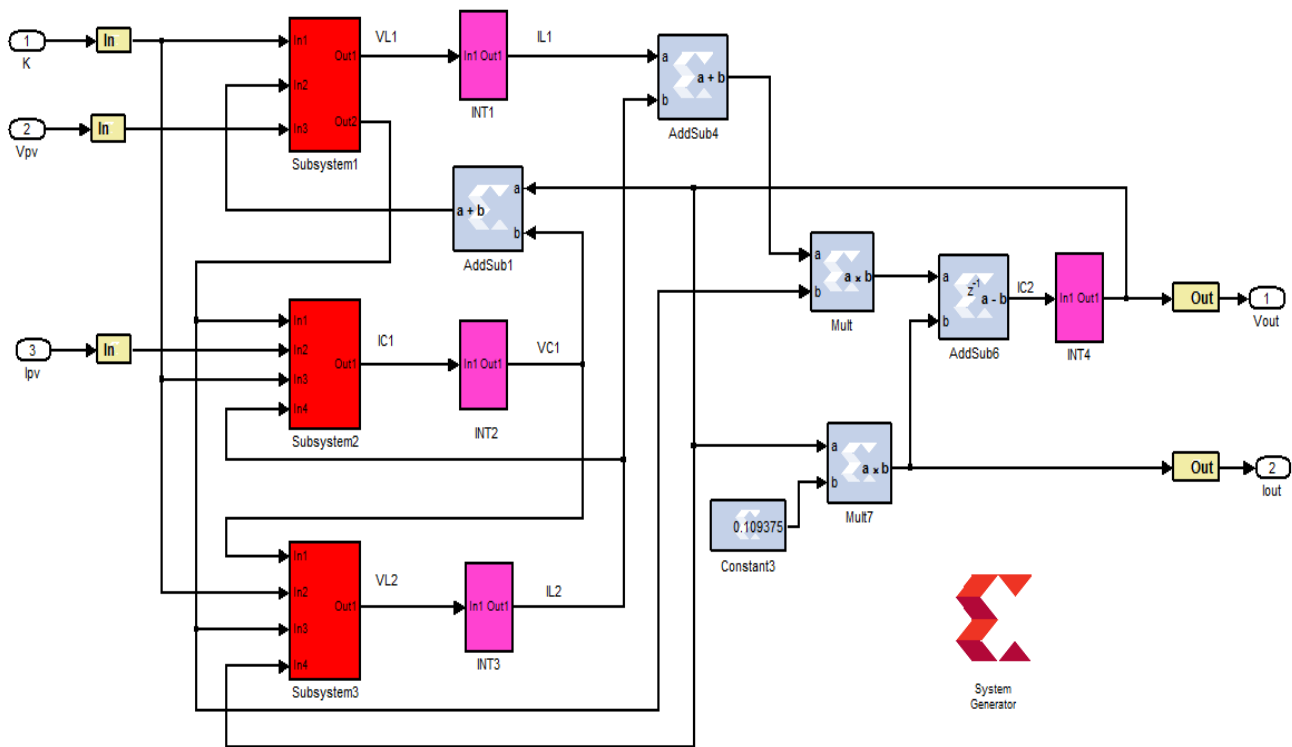 1
K
In
2
Vpv
In
3
Ipv
In
In1
In2
In3
Out1
Out2
Subsystem1
VL1
In1 Out1
INT1
IL1
a
b
a + b
AddSub4
a
b
a + b
AddSub1
In1
In2
In3
In4
Out1
Subsystem2
IC1
In1 Out1
INT2
VC1
a
b
a × b
Mult
a
b
z-1
a - b
AddSub6
IC2
In1 Out1
INT4
Out
1
Vout
In1
In2
In3
In4
Out1
Subsystem3
VL2
In1 Out1
INT3
IL2
a
b
a × b
Mult7
0.109375
Constant3
Out
2
Iout
System
Generator